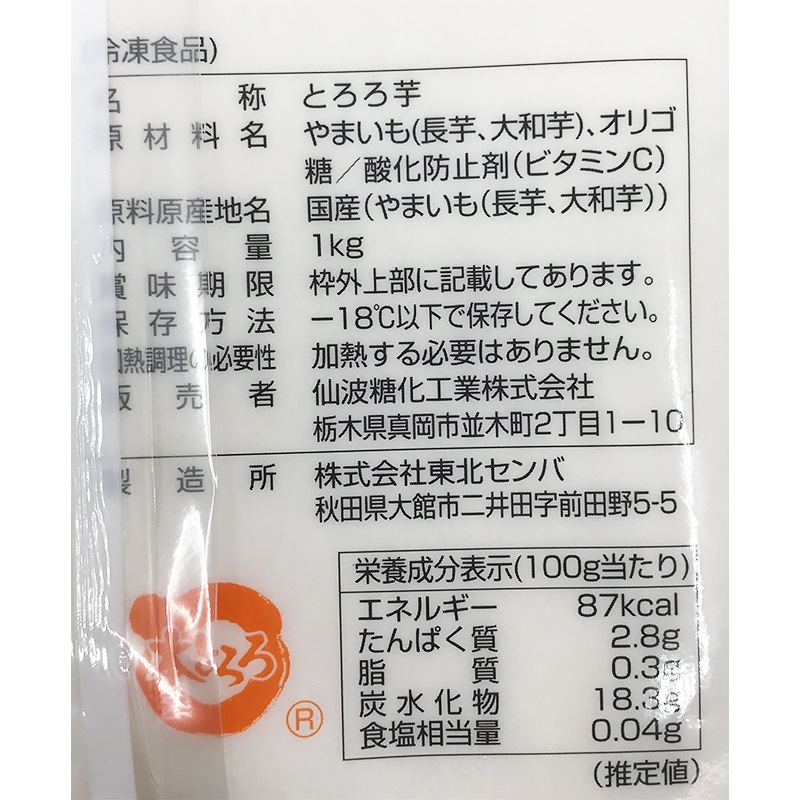 冷凍食品)
名称 とろろ芋
原材料名 やまいも(長芋、大和芋)、オリゴ
糖／酸化防止剤(ビタミンC)
原料原産地名 国産(やまいも(長芋、大和芋))
内容量 1kg
賞味期限 枠外上部に記載してあります。
保存方法 −18℃以下で保存してください。
加熱調理の必要性 加熱する必要はありません。
販売者 仙波糖化工業株式会社
栃木県真岡市並木町2丁目1−10
製造所 株式会社東北センバ
秋田県大館市二井田字前田野5-5
栄養成分表示(100g当たり)
エネルギー 87kcal
たんぱく質 2.8g
脂質 0.3g
炭水化物 18.3g
食塩相当量 0.04g
(推定値)
とろろ
®